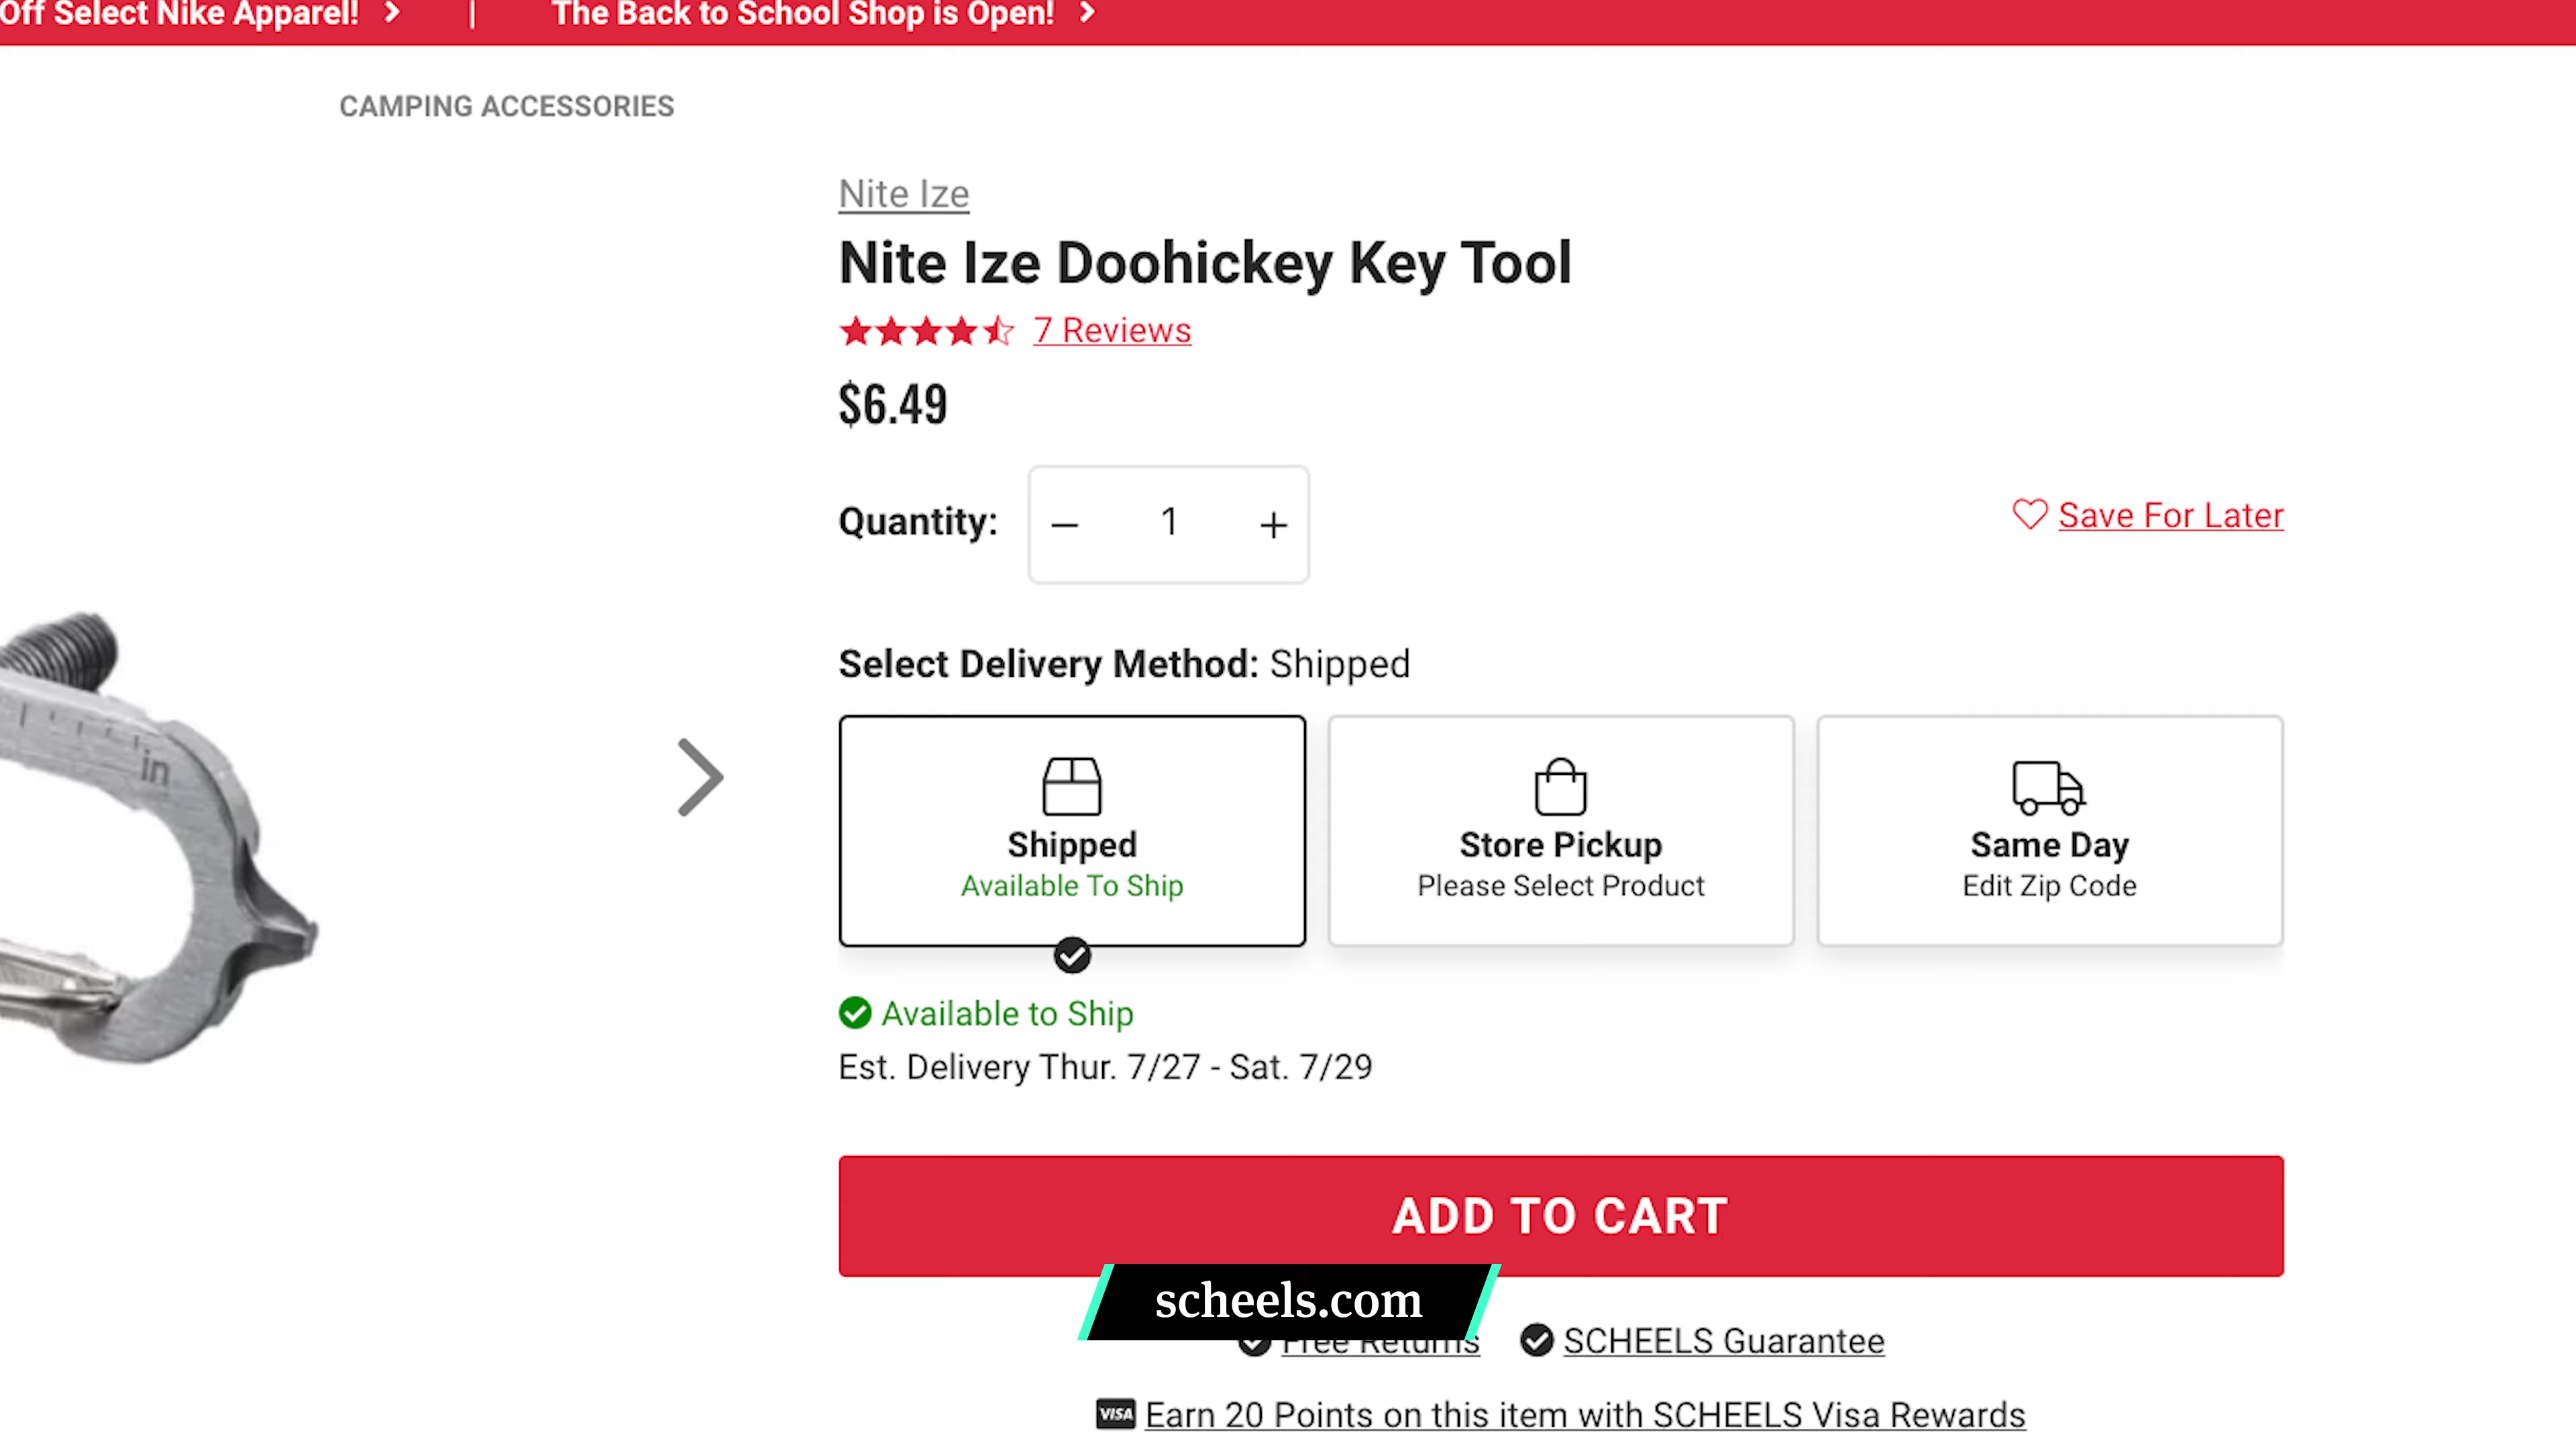 Off Select Nike Apparel!
|
The Back to School Shop is Open!
CAMPING ACCESSORIES
Nite Ize
Nite Ize Doohickey Key Tool
7 Reviews
$6.49
Quantity: − 1 +
Save For Later
Select Delivery Method: Shipped
in
Shipped
Available To Ship
Store Pickup
Please Select Product
Same Day
Edit Zip Code
Available to Ship
Est. Delivery Thur. 7/27 - Sat. 7/29
ADD TO CART
scheels.com
Free Returns
SCHEELS Guarantee
VISA Earn 20 Points on this item with SCHEELS Visa Rewards